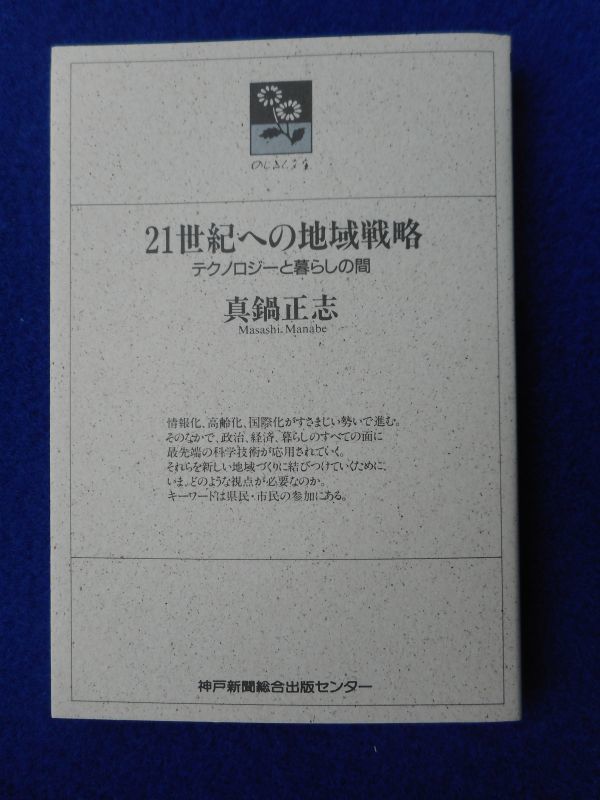 のじぎく文庫
21世紀への地域戦略
テクノロジーと暮らしの間
真鍋正志
Masashi. Manabe
情報化、高齢化、国際化がすさまじい勢いで進む。
そのなかで、政治、経済、暮らしのすべての面に
最先端の科学技術が応用されていく。
それらを新しい地域づくりに結びつけていくために、
いま。どのような視点が必要なのか。
キーワードは県民・市民の参加にある。
神戸新聞総合出版センター